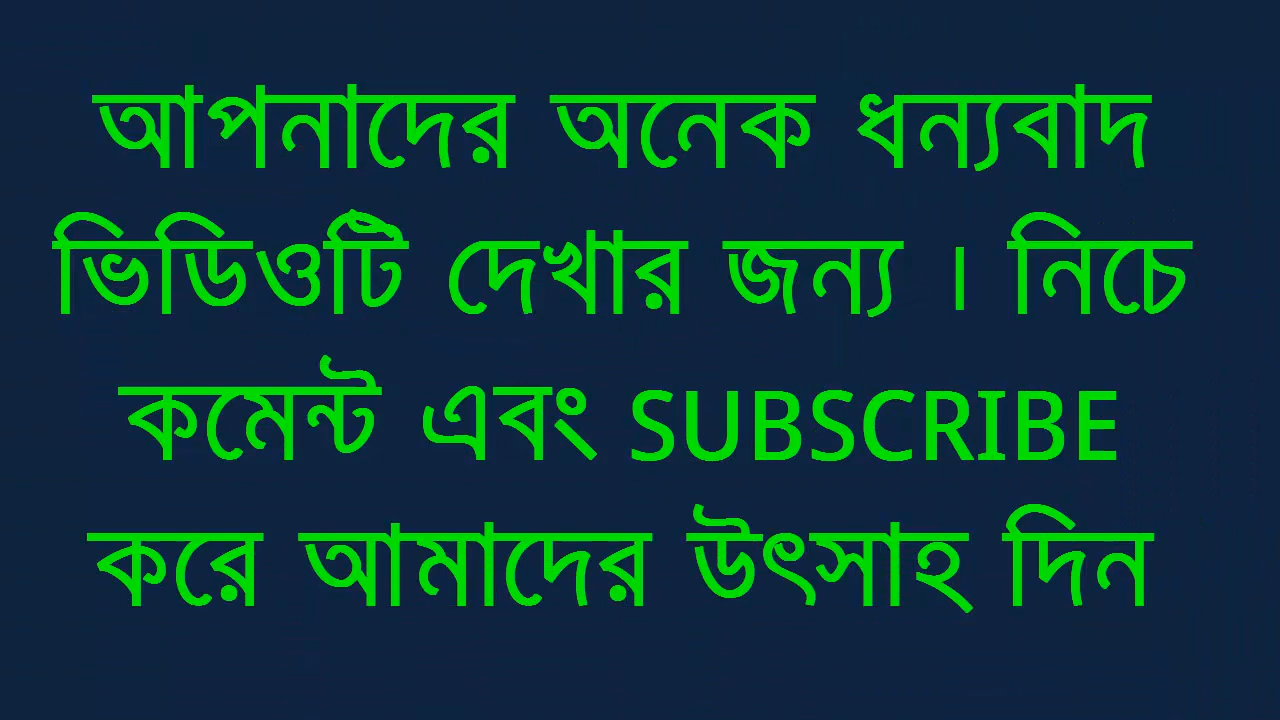 আপনাদের অনেক ধন্যবাদ
ভিডিওটি দেখার জন্য । নিচে
কমেন্ট এবং SUBSCRIBE
করে আমাদের উৎসাহ দিন